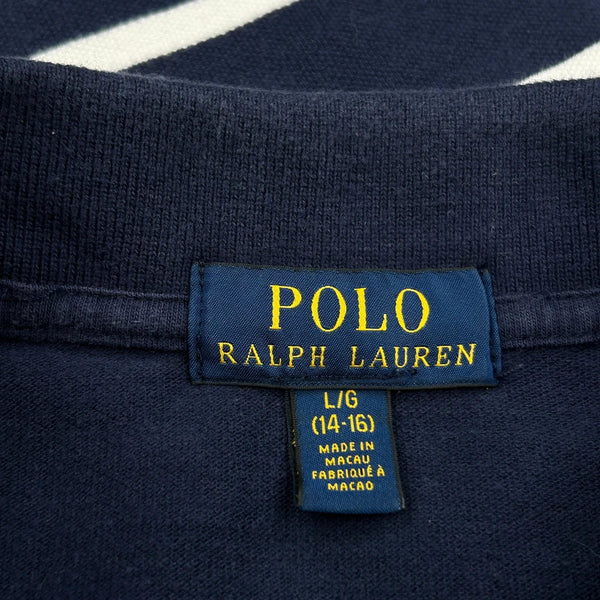 POLO
RALPH LAUREN
L/G
(14-16)
MADE IN
MACAU
FABRIQUÉ À
MACAO